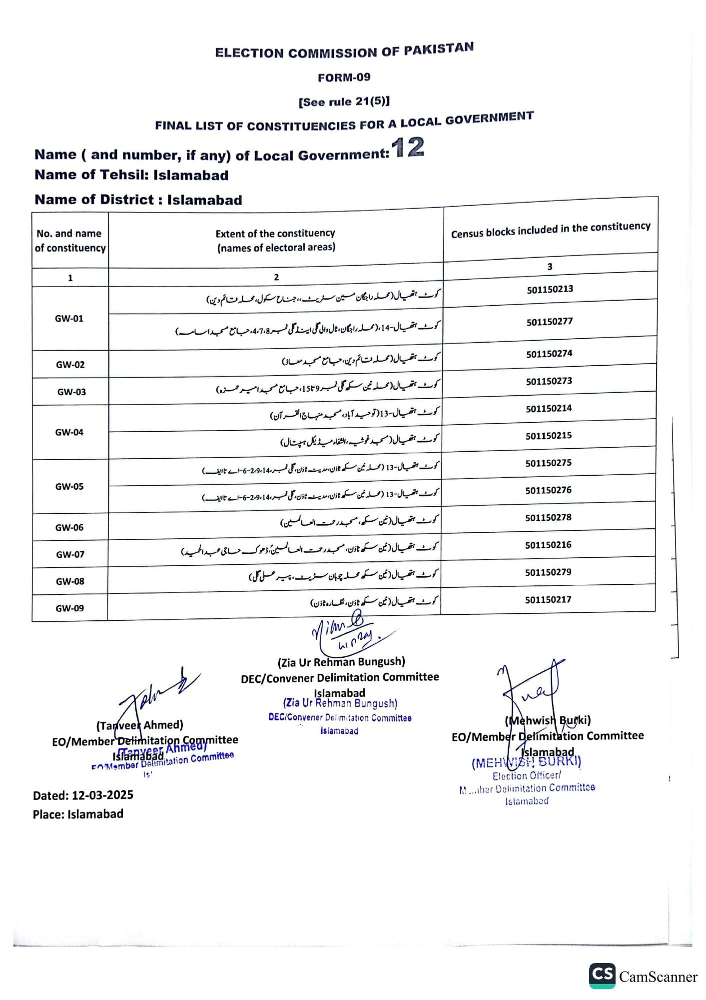 ELECTION COMMISSION OF PAKISTAN
FORM-09
[See rule 21(5)]
FINAL LIST OF CONSTITUENCIES FOR A LOCAL GOVERNMENT
Name ( and number, if any) of Local Government: 12
Name of Tehsil: Islamabad
Name of District : Islamabad
No. and name of constituency
Extent of the constituency (names of electoral areas)
Census blocks included in the constituency
1 2 3
GW-01 کوٹ ہتھیال(محلہ راجگان مین سٹریٹ،،جناح سکول،محلہ قائم دین) 501150213
کوٹ ہتھیال-14،(محلہ راجگان،ٹال والی گلی اینڈ گلی نمبر 4،7،8،جامع مسجد اسامہ) 501150277
GW-02 کوٹ ہتھیال(محلہ قائم دین،جامع مسجد معاذ) 501150274
GW-03 کوٹ ہتھیال(محلہ نین سکھ گلی نمبر 9 تا 15،جامع مسجد امیر حمزہ) 501150273
GW-04 کوٹ ہتھیال-13(توحید آباد،مسجد منہاج القرآن) 501150214
کوٹ ہتھیال(مسجد غوثیہ،الشفاء میڈیکل ہسپتال) 501150215
GW-05 کوٹ ہتھیال-13 (محلہ نین سکھ ٹاؤن،مدینہ ٹاؤن،گلی نمبر،14،9،2-6-اے تا ایف) 501150275
کوٹ ہتھیال-13 (محلہ نین سکھ ٹاؤن،مدینہ ٹاؤن،گلی نمبر،14،9،2-6-اے تا ایف) 501150276
GW-06 کوٹ ہتھیال(نین سکھ،مسجد رحمت العالمین) 501150278
GW-07 کوٹ ہتھیال(نین سکھ ٹاؤن،مسجد رحمت العالمینؐ،ڈھوک حاجی عبدالحمید) 501150216
GW-08 کوٹ ہتھیال(نین سکھ محلہ چوہان سٹریٹ،پیر علی گلی) 501150279
GW-09 کوٹ ہتھیال(نین سکھ ٹاؤن،نظارہ ٹاؤن) 501150217
(Zia Ur Rehman Bungush)
DEC/Convener Delimitation Committee
Islamabad
(Zia Ur Rehman Bungush)
DEC/Convener Delimitation Committee
Islamabad
(Tanveer Ahmed)
EO/Member Delimitation Committee
Islamabad
(Tanveer Ahmed)
EO/Member Delimitation Committee
(Mehwish Burki)
EO/Member Delimitation Committee
Islamabad
(MEHWISH BURKI)
Election Officer/
Member Delimitation Committee
Islamabad
Dated: 12-03-2025
Place: Islamabad
CS CamScanner